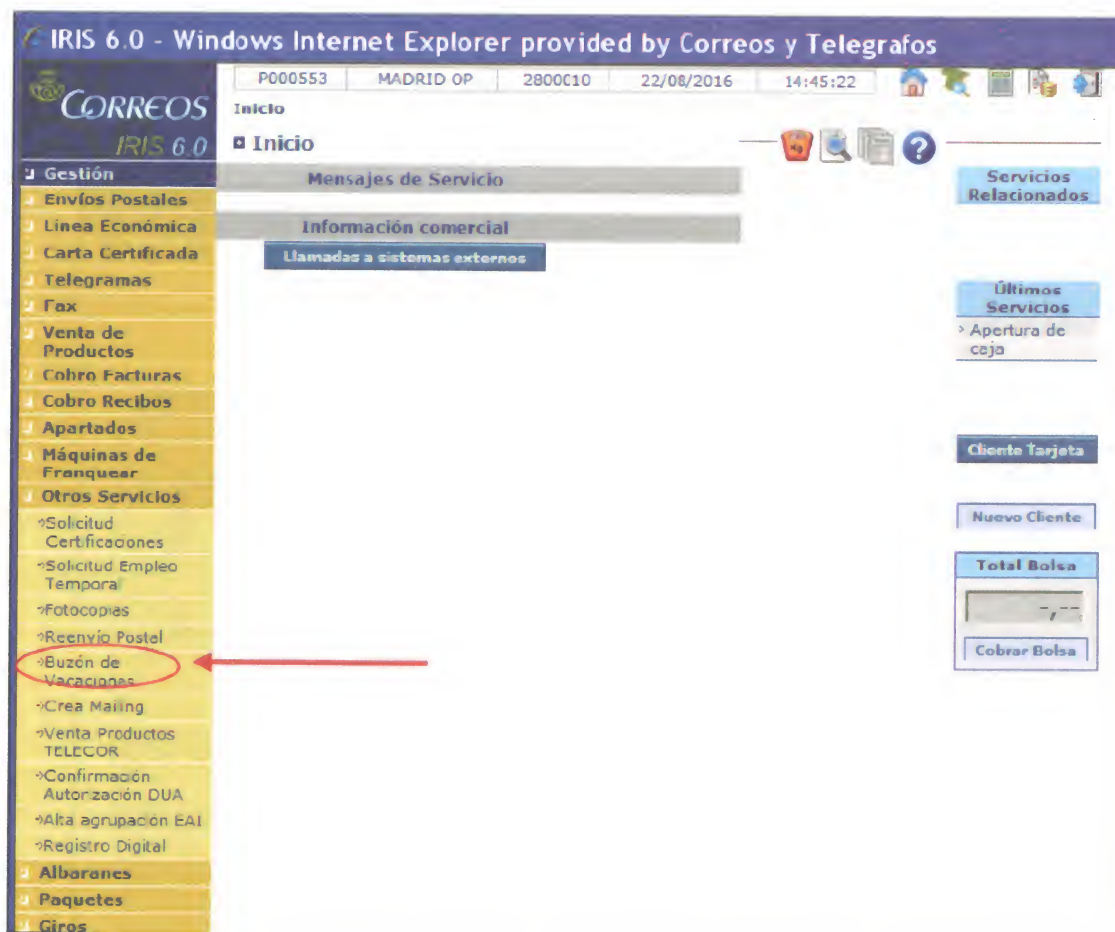 IRIS 6.0 - Windows Internet Explorer provided by Correos y Telegrafos
P000553 MADRID OP 2800C10 22/08/2016 14:45:22
CORREOS
IRIS 6.0
Inicio
Inicio
Gestión
Envíos Postales
Línea Económica
Carta Certificada
Telegramas
Fax
Venta de
Productos
Cobro Facturas
Cobro Recibos
Apartados
Máquinas de
Franquear
Otros Servicios
Solicitud
Certificaciones
Solicitud Empleo
Temporal
Fotocopias
Reenvío Postal
Buzón de
Vacaciones
Crea Mailing
Venta Productos
TELECOR
Confirmación
Autorización DUA
Alta agrupación EAI
Registro Digital
Albaranes
Paquetes
Giros
Mensajes de Servicio
Información comercial
Llamadas a sistemas externos
Servicios
Relacionados
Últimos
Servicios
Apertura de
caja
Cliente Tarjeta
Nuevo Cliente
Total Bolsa
-,--
Cobrar Bolsa